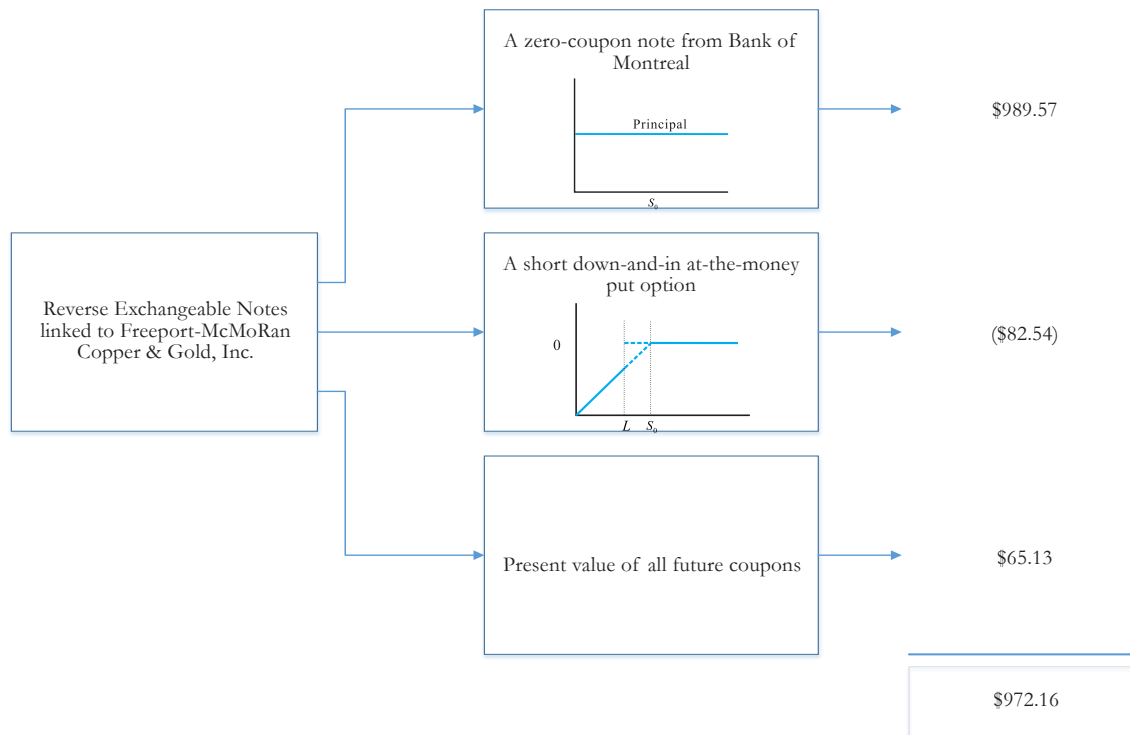 A zero-coupon note from Bank of
Montreal
Principal
S₀
$989.57
Reverse Exchangeable Notes
linked to Freeport-McMoRan
Copper & Gold, Inc.
A short down-and-in at-the-money
put option
0
L S₀
($82.54)
Present value of all future coupons
$65.13
$972.16